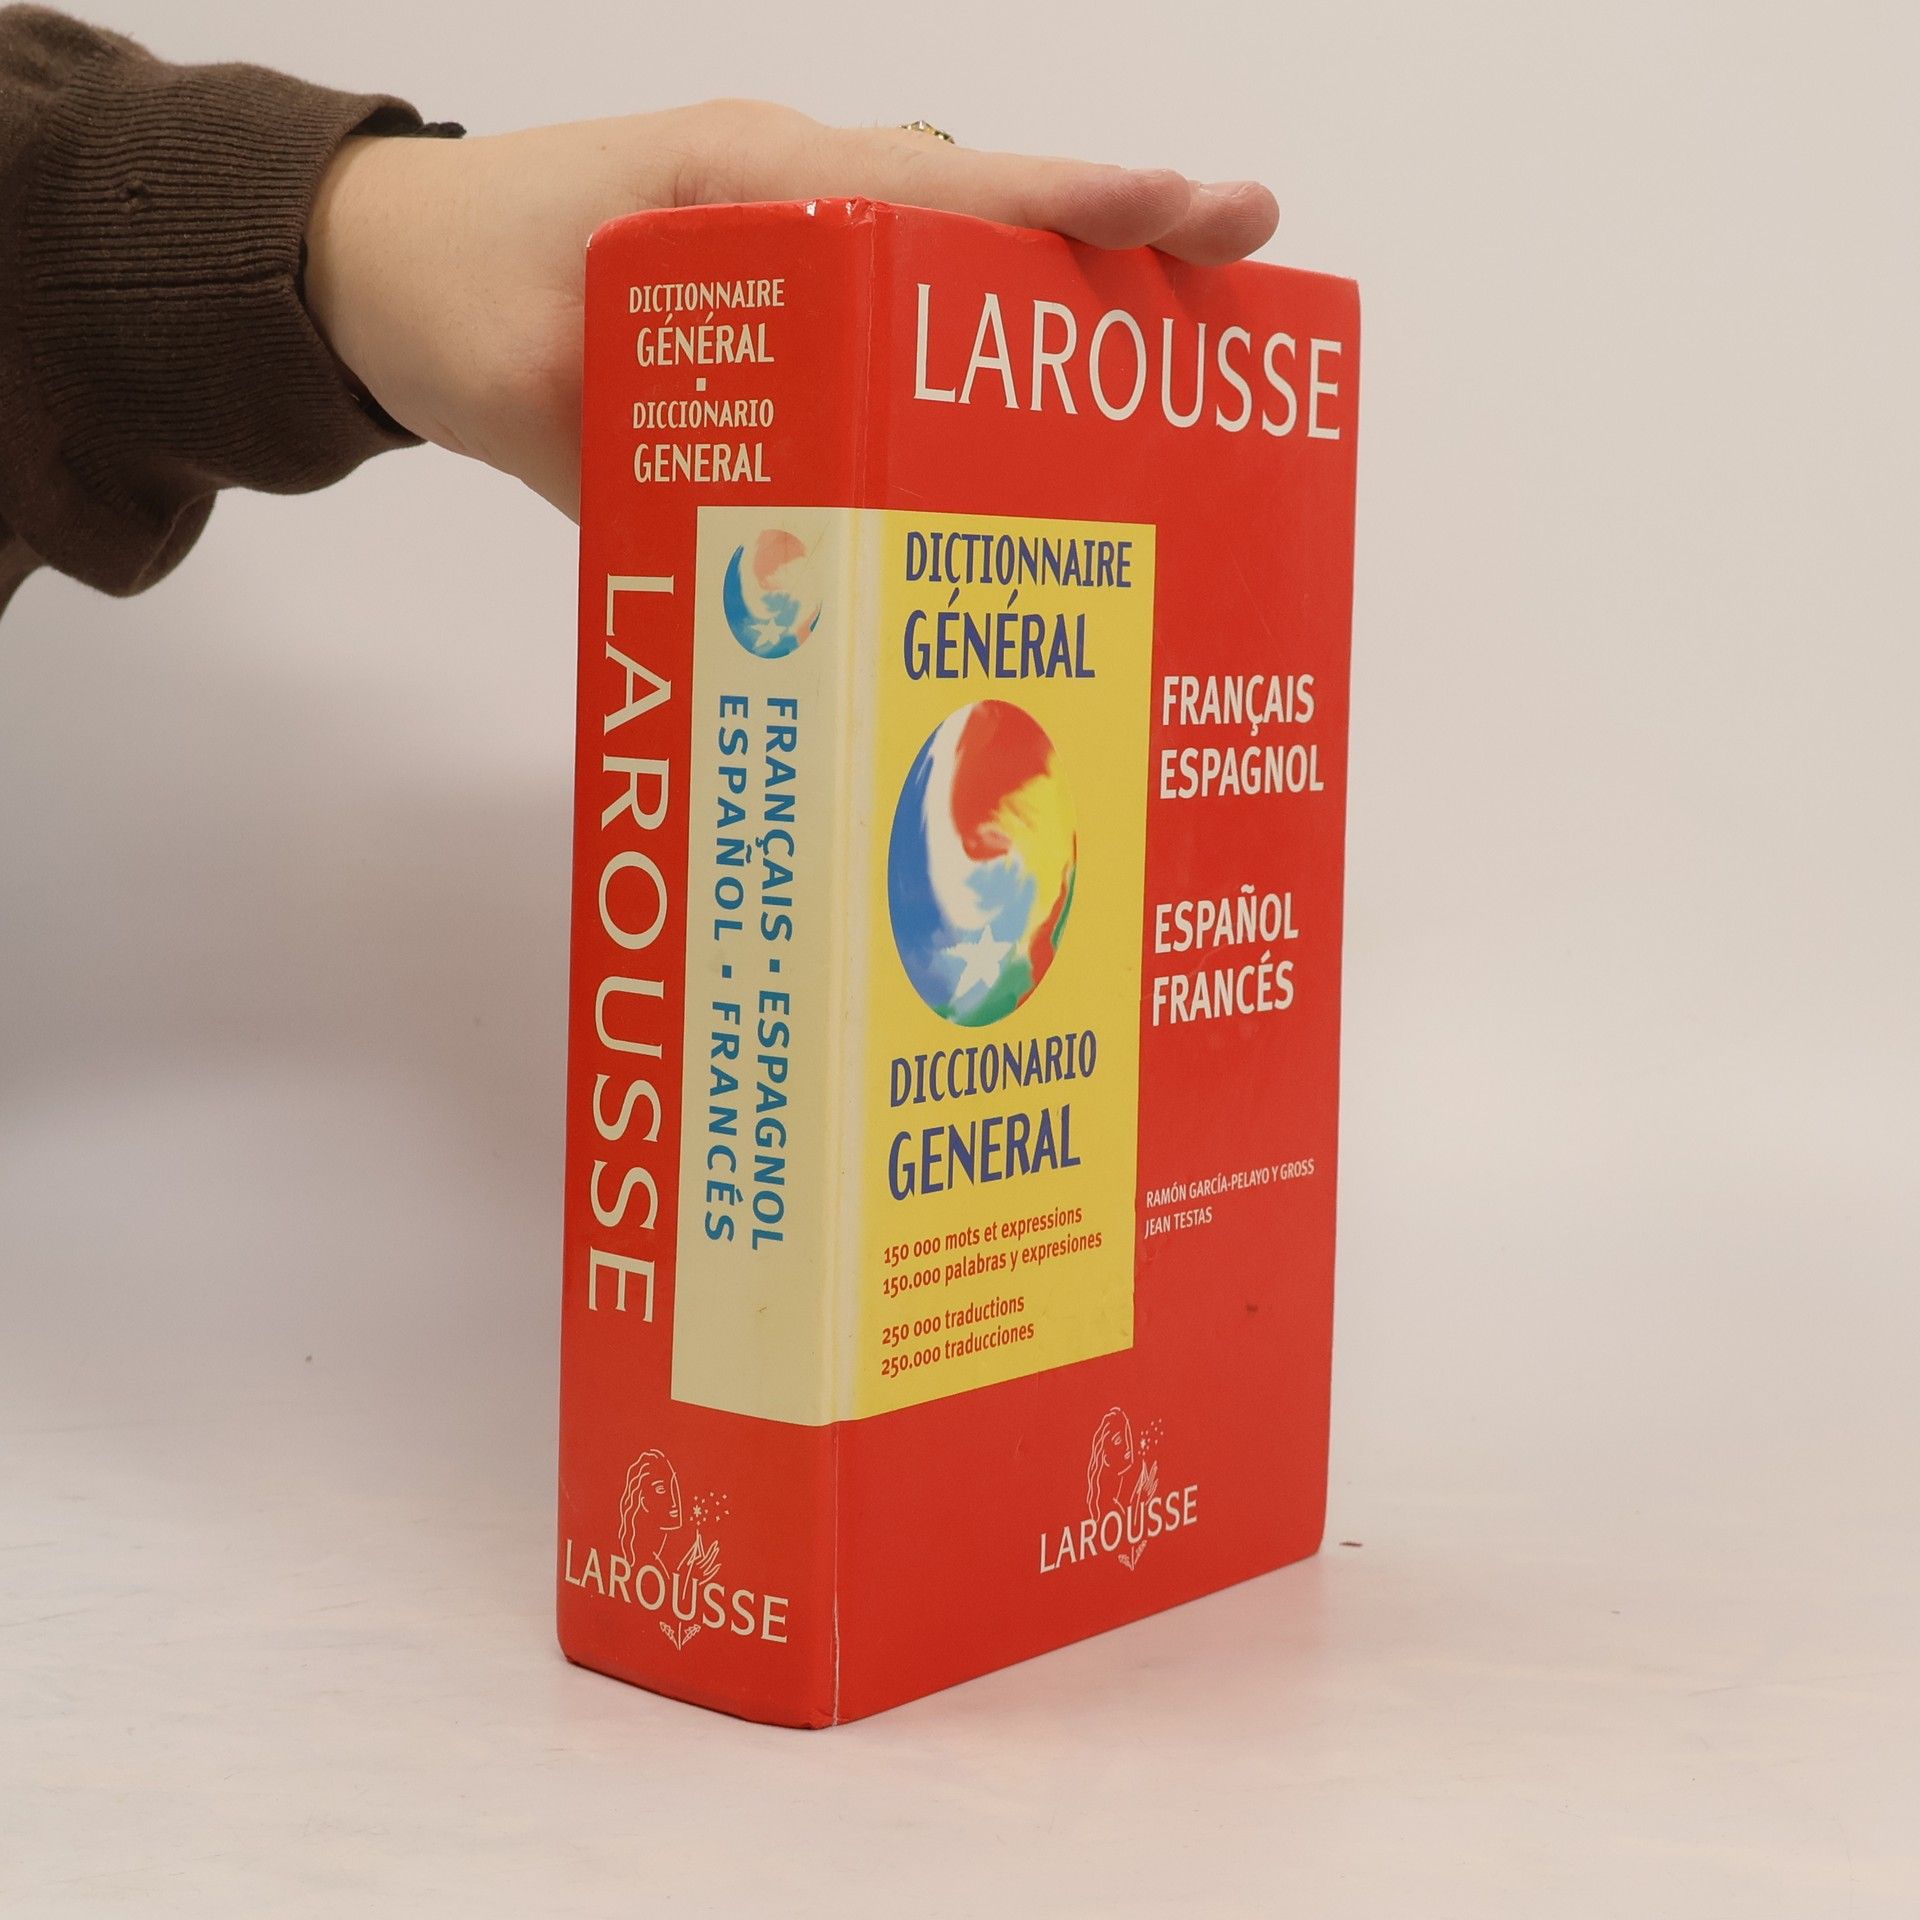 DICTIONNAIRE
GÉNÉRAL
▪
DICCIONARIO
GENERAL
LAROUSSE
FRANÇAIS ▪ ESPAGNOL
ESPAÑOL ▪ FRANCÉS
LAROUSSE
LAROUSSE
DICTIONNAIRE
GÉNÉRAL
DICCIONARIO
GENERAL
150 000 mots et expressions
150.000 palabras y expresiones
250 000 traductions
250.000 traducciones
FRANÇAIS
ESPAGNOL
ESPAÑOL
FRANCÉS
RAMÓN GARCÍA-PELAYO Y GROSS
JEAN TESTAS
LAROUSSE